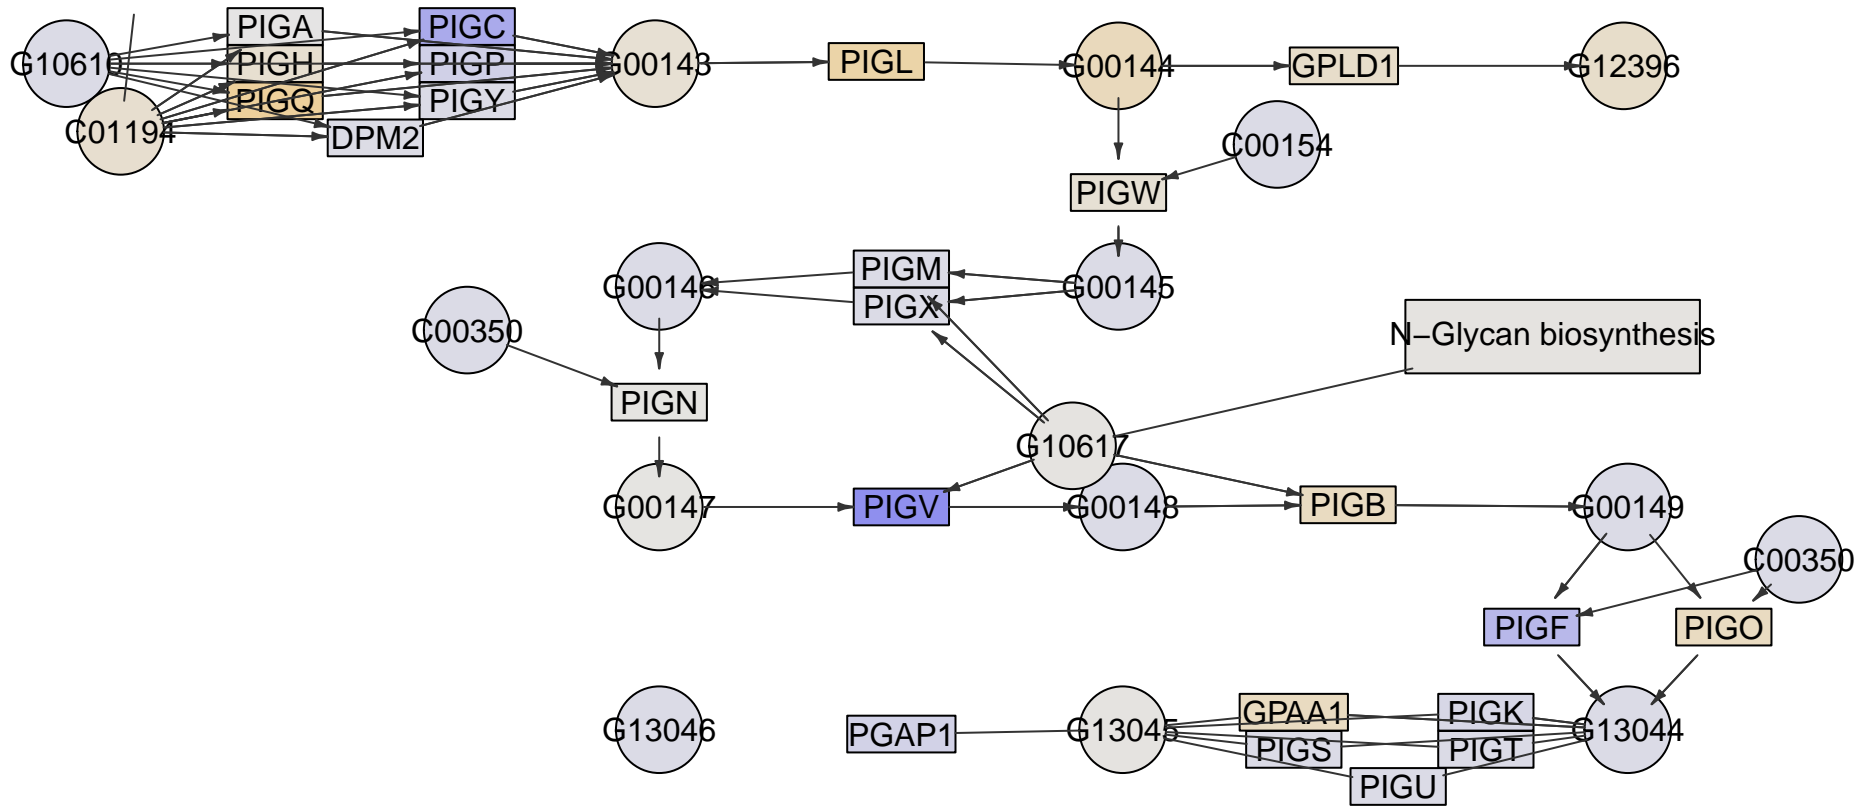 PIGA
PIGC
G10610
PIGH
PIGP
G00143
PIGL
G00144
GPLD1
G12396
PIGQ
PIGY
C01194
DPM2
C00154
PIGW
PIGM
G00146
G00145
PIGX
C00350
N−Glycan biosynthesis
PIGN
G10617
G00147
PIGV
G00148
PIGB
G00149
C00350
PIGF
PIGO
GPAA1
PIGK
G13046
PGAP1
G13045
G13044
PIGS
PIGT
PIGU